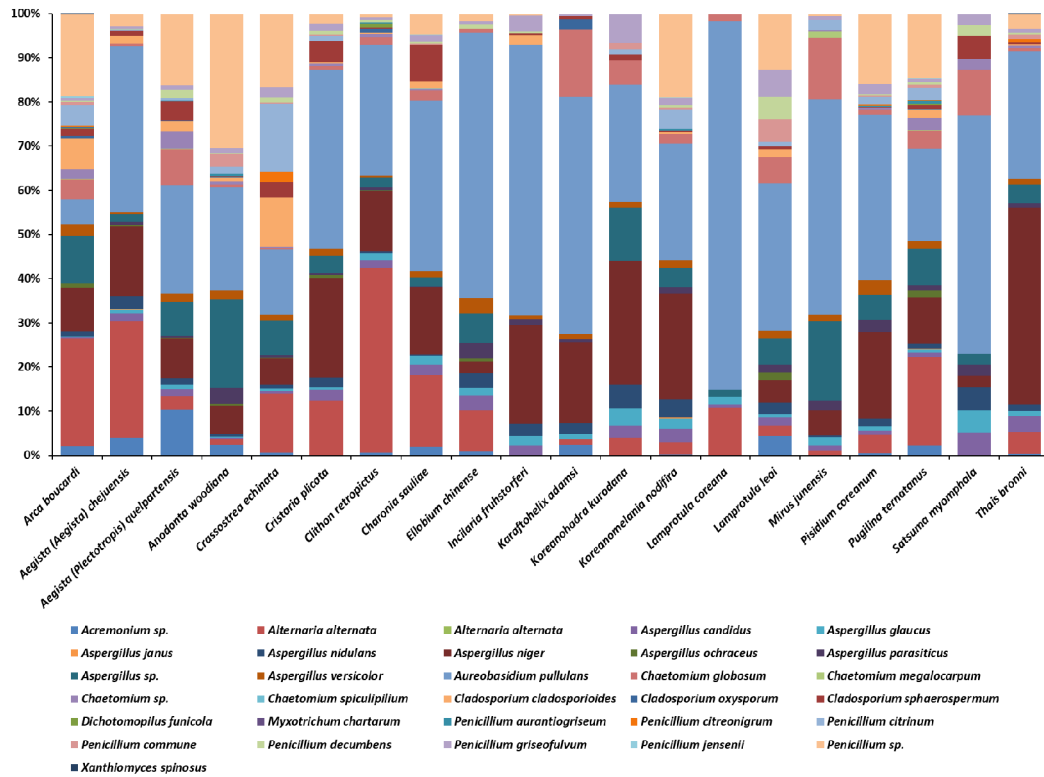 100%
90%
80%
70%
60%
50%
40%
30%
20%
10%
0%
Arca boucardi
Aegista (Aegista) chejuensis
Aegista (Plectotropis) quelpartensis
Anodonta woodiana
Crassostrea echinata
Cristaria plicata
Clithon retropictus
Charonia sauliae
Ellobium chinense
Incilaria fruhstorferi
Karaftohelix adamsi
Koreanohadra kurodana
Koreanomelania nodifira
Lamprotula coreana
Lamprotula leai
Mirus junensis
Pisidium coreanum
Pugilina ternatanus
Satsuma myomphala
Thais bronni
Acremonium sp. Alternaria alternata Alternaria alternata Aspergillus candidus Aspergillus glaucus
Aspergillus janus Aspergillus nidulans Aspergillus niger Aspergillus ochraceus Aspergillus parasiticus
Aspergillus sp. Aspergillus versicolor Aureobasidium pullulans Chaetomium globosum Chaetomium megalocarpum
Chaetomium sp. Chaetomium spiculipilium Cladosporium cladosporioides Cladosporium oxysporum Cladosporium sphaerospermum
Dichotomopilus funicola Myxotrichum chartarum Penicillium aurantiogriseum Penicillium citreonigrum Penicillium citrinum
Penicillium commune Penicillium decumbens Penicillium griseofulvum Penicillium jensenii Penicillium sp.
Xanthiomyces spinosus